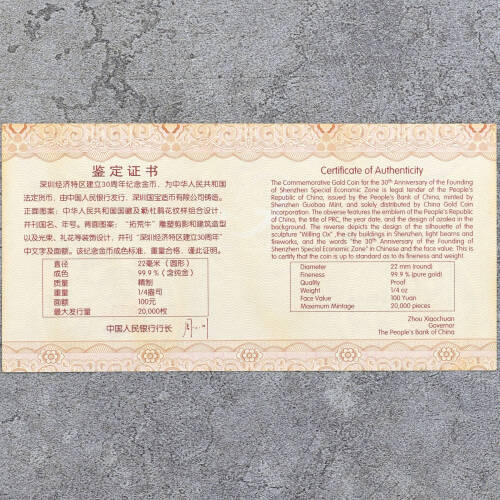 鉴定证书
深圳经济特区建立30周年纪念金币，为中华人民共和国
法定货币，由中国人民银行发行，深圳国宝造币有限公司铸造。
正面图案：中华人民共和国国徽及勒杜鹃花纹样组合设计，
并刊国名、年号。背面图案：“拓荒牛”雕塑剪影和建筑造型
以及光束、礼花等装饰设计，并刊“深圳经济特区建立30周年”
中文字及面额。该纪念金币成色标准，重量合格，谨此证明。
直径 22毫米（圆形）
成色 99.9%（含纯金）
质量 精制
重量 1/4盎司
面额 100元
最大发行量 20,000枚
中国人民银行行长
Certificate of Authenticity
The Commemorative Gold Coin for the 30th Anniversary of the Founding
of Shenzhen Special Economic Zone is legal tender of the People's
Republic of China, issued by the People's Bank of China, minted by
Shenzhen Guobao Mint, and solely distributed by China Gold Coin
Incorporation. The obverse features the emblem of the People's Republic
of China, the title of PRC, the year date, and the design of azalea in the
background. The reverse depicts the design of the silhouette of the
sculpture "Willing Ox", the city buildings in Shenzhen, light beams and
fireworks, and the words "the 30th Anniversary of the Founding of
Shenzhen Special Economic Zone" in Chinese and the face value. This is
to certify that the coin is up to standard as to its fineness and weight.
Diameter 22 mm (round)
Fineness 99.9% (pure gold)
Quality Proof
Weight 1/4 oz
Face Value 100 Yuan
Maximum Mintage 20,000 pieces
Zhou Xiaochuan
Governor
The People's Bank of China